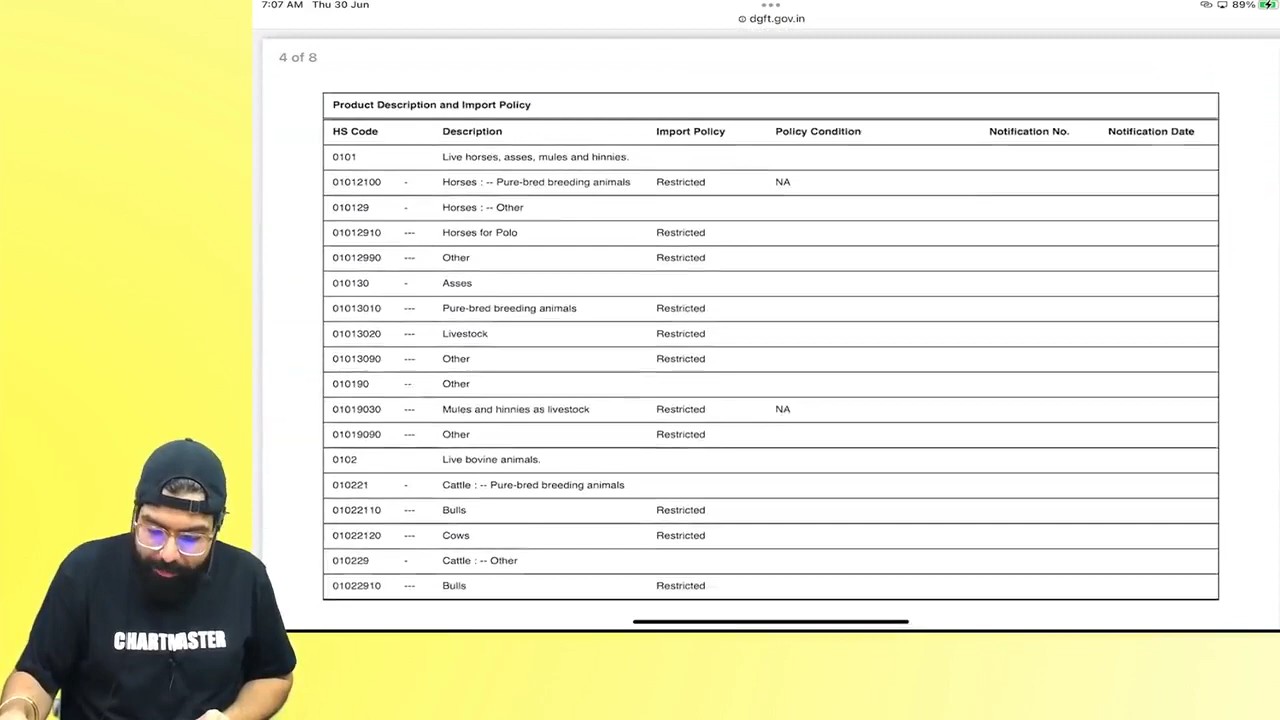 7:07 AM Thu 30 Jun
89%
dgft.gov.in
4 of 8
Product Description and Import Policy
HS Code Description Import Policy Policy Condition Notification No. Notification Date
0101 Live horses, asses, mules and hinnies.
01012100 - Horses : -- Pure-bred breeding animals Restricted NA
010129 - Horses : -- Other
01012910 --- Horses for Polo Restricted
01012990 --- Other Restricted
010130 - Asses
01013010 --- Pure-bred breeding animals Restricted
01013020 --- Livestock Restricted
01013090 --- Other Restricted
010190 -- Other
01019030 --- Mules and hinnies as livestock Restricted NA
01019090 --- Other Restricted
0102 Live bovine animals.
010221 - Cattle : -- Pure-bred breeding animals
01022110 --- Bulls Restricted
01022120 --- Cows Restricted
010229 - Cattle : -- Other
01022910 --- Bulls Restricted
CHARTMASTER